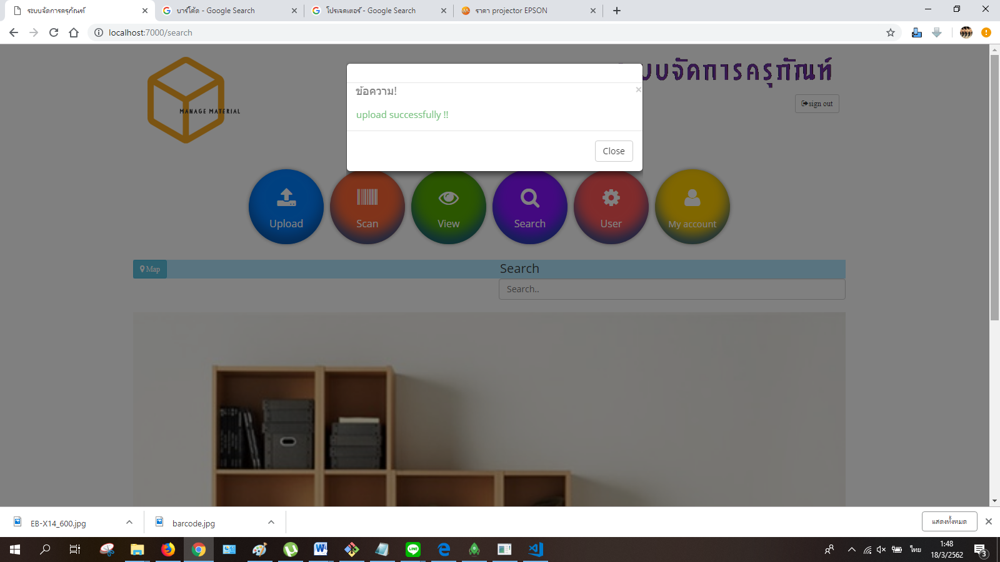 ระบบจัดการครุภัณฑ์
บาร์โค้ด - Google Search
โปรเจคเตอร์ - Google Search
ราคา projector EPSON
localhost:7000/search
บบจัดการครุภัณฑ์
MANAGE MATERIAL
sign out
ข้อความ!
×
upload successfully !!
Close
Upload
Scan
View
Search
User
My account
Map
Search
Search..
EB-X14_600.jpg
barcode.jpg
แสดงทั้งหมด
ไทย
1:48
18/3/2562
3